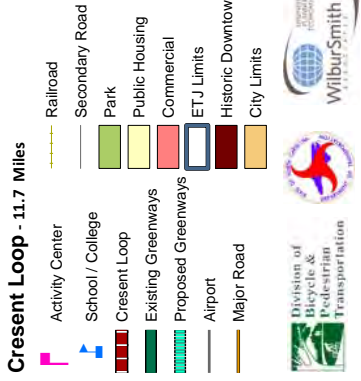 Cresent Loop - 11.7 Miles
Activity Center
School / College
Cresent Loop
Existing Greenways
Proposed Greenways
Airport
Major Road
Railroad
Secondary Road
Park
Public Housing
Commercial
ETJ Limits
Historic Downtow
City Limits
Division of
Bicycle &
Pedestrian
Transportation
WilburSmith